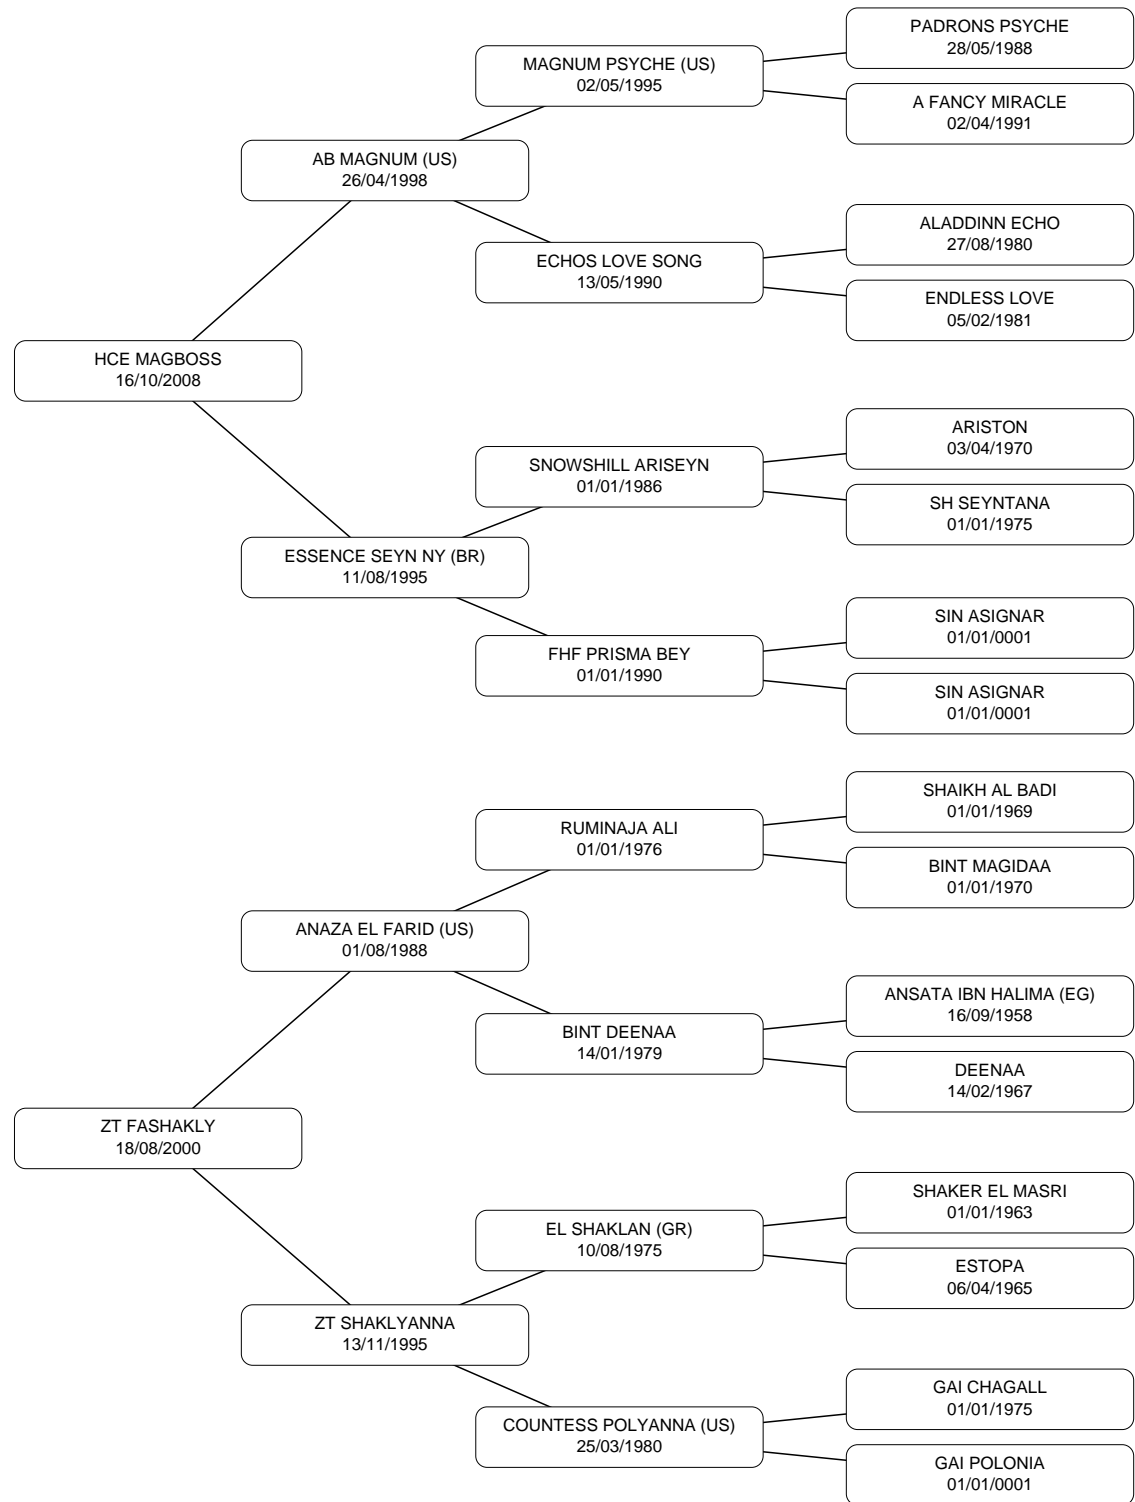 PADRONS PSYCHE
28/05/1988
MAGNUM PSYCHE (US)
02/05/1995
A FANCY MIRACLE
02/04/1991
AB MAGNUM (US)
26/04/1998
ALADDINN ECHO
27/08/1980
ECHOS LOVE SONG
13/05/1990
ENDLESS LOVE
05/02/1981
HCE MAGBOSS
16/10/2008
ARISTON
03/04/1970
SNOWSHILL ARISEYN
01/01/1986
SH SEYNTANA
01/01/1975
ESSENCE SEYN NY (BR)
11/08/1995
SIN ASIGNAR
01/01/0001
FHF PRISMA BEY
01/01/1990
SIN ASIGNAR
01/01/0001
SHAIKH AL BADI
01/01/1969
RUMINAJA ALI
01/01/1976
BINT MAGIDAA
01/01/1970
ANAZA EL FARID (US)
01/08/1988
ANSATA IBN HALIMA (EG)
16/09/1958
BINT DEENAA
14/01/1979
DEENAA
14/02/1967
ZT FASHAKLY
18/08/2000
SHAKER EL MASRI
01/01/1963
EL SHAKLAN (GR)
10/08/1975
ESTOPA
06/04/1965
ZT SHAKLYANNA
13/11/1995
GAI CHAGALL
01/01/1975
COUNTESS POLYANNA (US)
25/03/1980
GAI POLONIA
01/01/0001